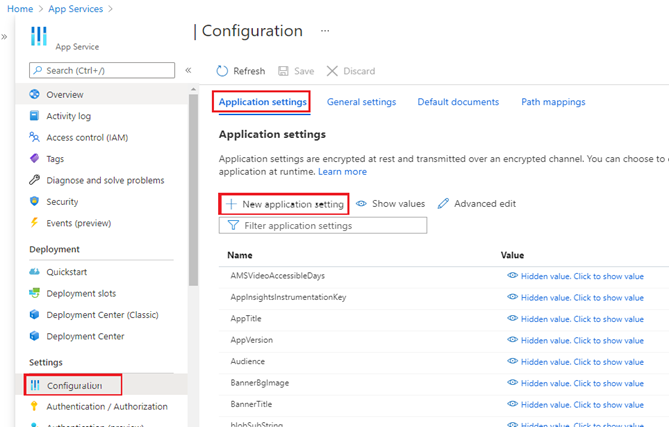 Home > App Services >
»
App Service
| Configuration ...
Search (Ctrl+/)
«
Overview
Activity log
Access control (IAM)
Tags
Diagnose and solve problems
Security
Events (preview)
Deployment
Quickstart
Deployment slots
Deployment Center (Classic)
Deployment Center
Settings
Configuration
Authentication / Authorization
Authentication (preview)
Refresh Save Discard
Application settings General settings Default documents Path mappings
Application settings
Application settings are encrypted at rest and transmitted over an encrypted channel. You can choose to
application at runtime. Learn more
New application setting Show values Advanced edit
Filter application settings
Name Value
AMSVideoAccessibleDays Hidden value. Click to show value
AppInsightsInstrumentationKey Hidden value. Click to show value
AppTitle Hidden value. Click to show value
AppVersion Hidden value. Click to show value
Audience Hidden value. Click to show value
BannerBgImage Hidden value. Click to show value
BannerTitle Hidden value. Click to show value
blobSubString Hidden value. Click to show value